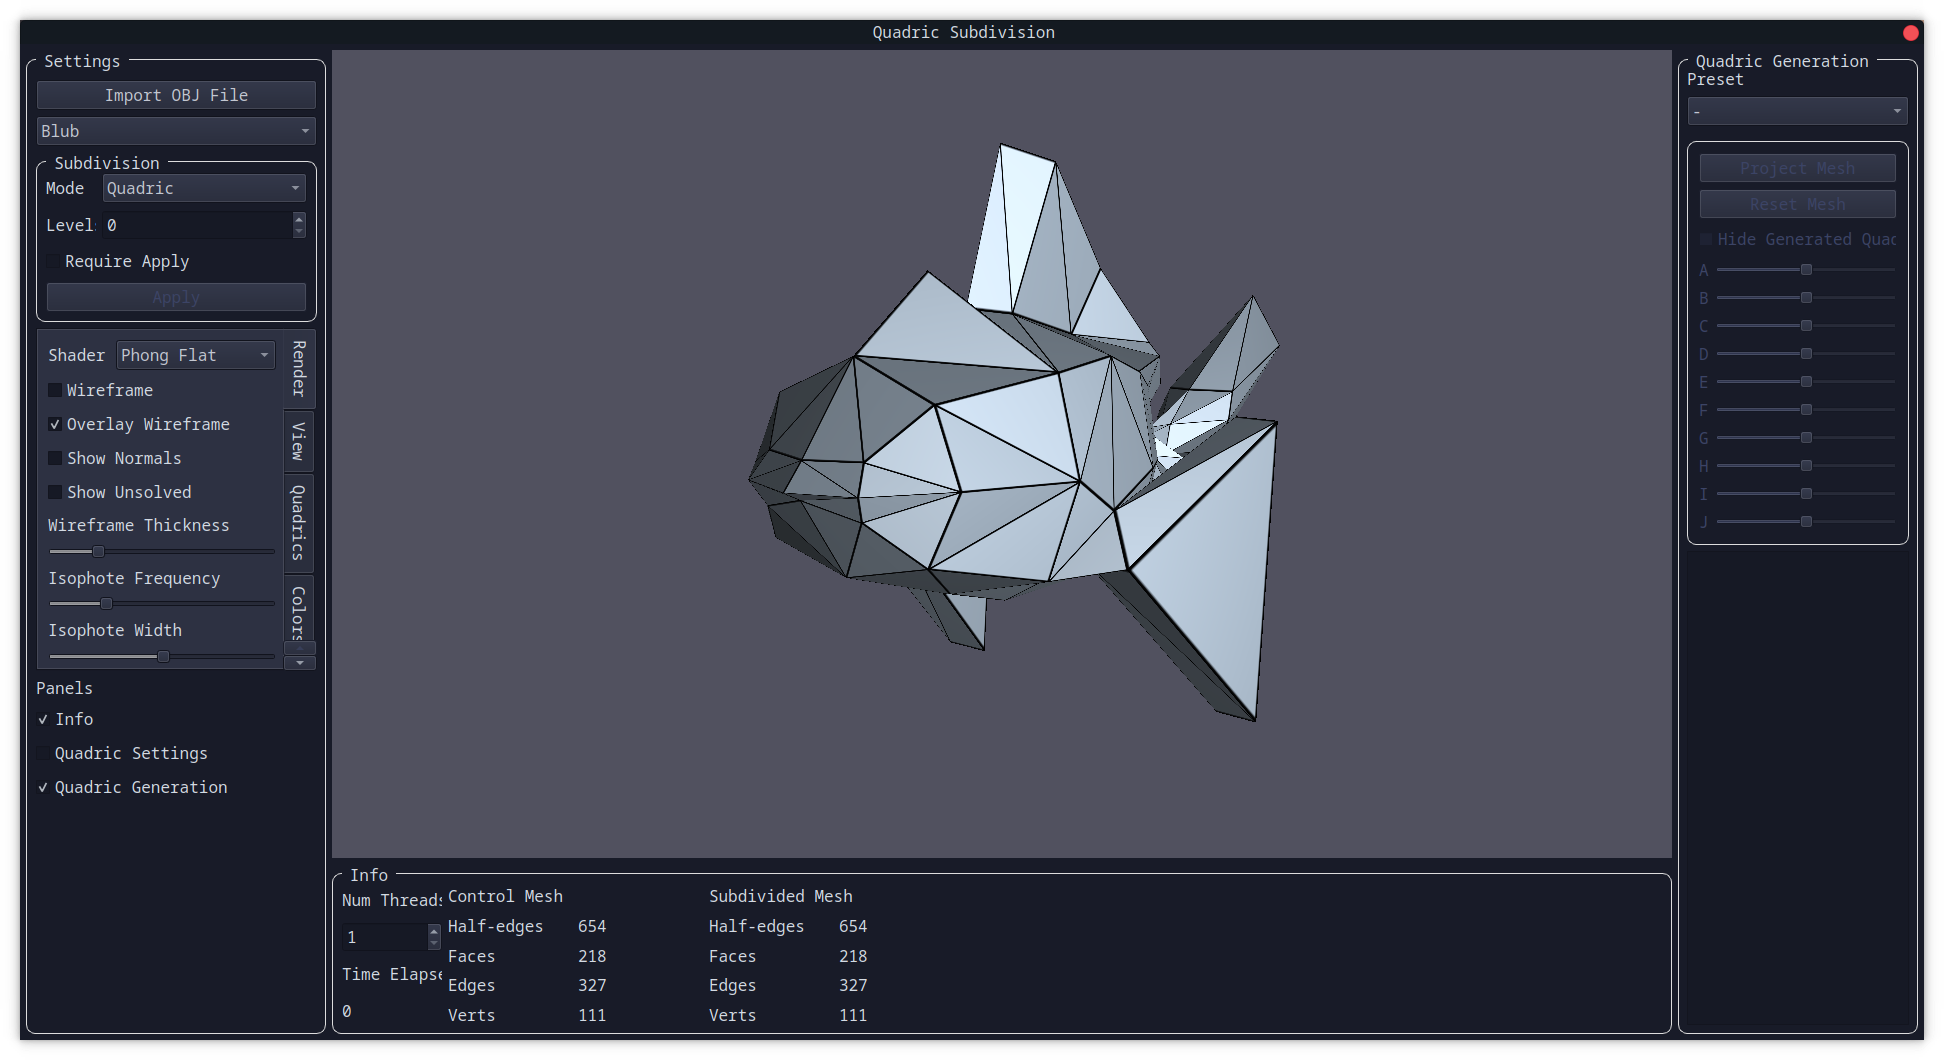 Quadric Subdivision
Settings
Import OBJ File
Blub
Subdivision
Mode Quadric
Level 0
Require Apply
Apply
Shader Phong Flat
Wireframe
Overlay Wireframe
Show Normals
Show Unsolved
Wireframe Thickness
Isophote Frequency
Isophote Width
Render
View
Quadrics
Colors
Panels
Info
Quadric Settings
Quadric Generation
Info
Num Threads
1
Time Elapse
0
Control Mesh
Half-edges 654
Faces 218
Edges 327
Verts 111
Subdivided Mesh
Half-edges 654
Faces 218
Edges 327
Verts 111
Quadric Generation
Preset
-
Project Mesh
Reset Mesh
Hide Generated Quad
A
B
C
D
E
F
G
H
I
J